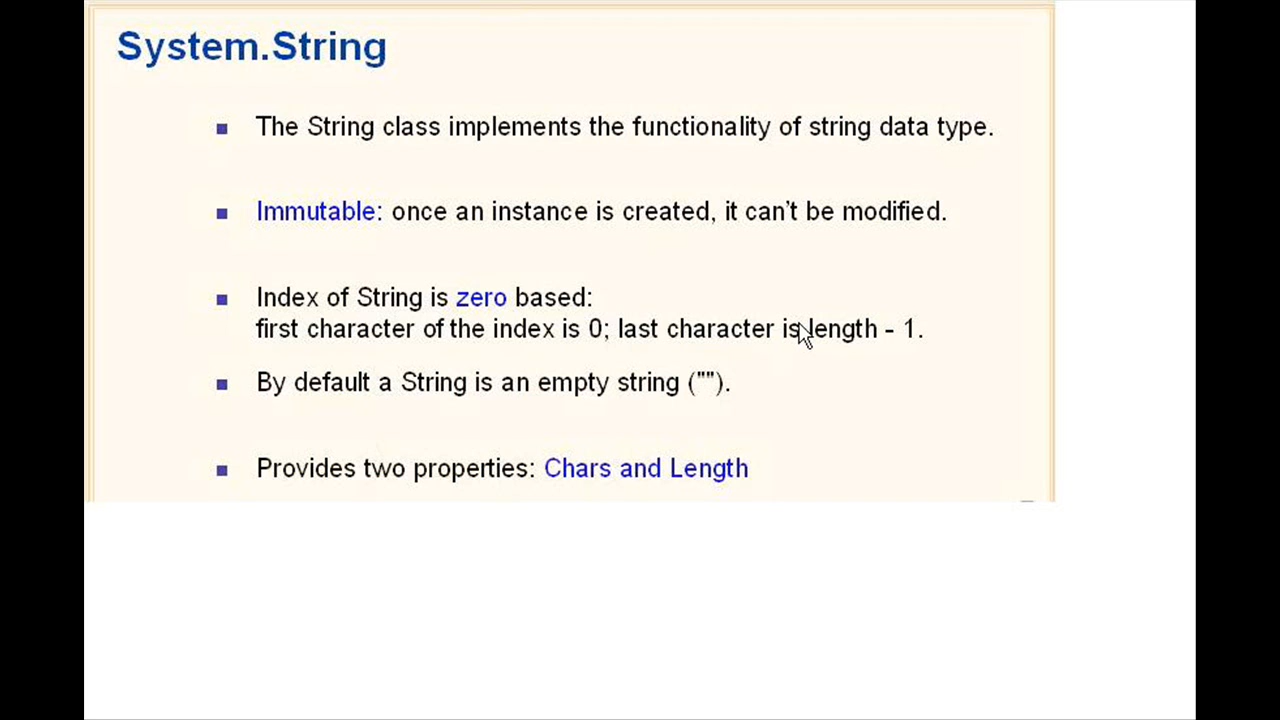 System.String
The String class implements the functionality of string data type.
Immutable: once an instance is created, it can't be modified.
Index of String is zero based:
first character of the index is 0; last character is length - 1.
By default a String is an empty string ("").
Provides two properties: Chars and Length